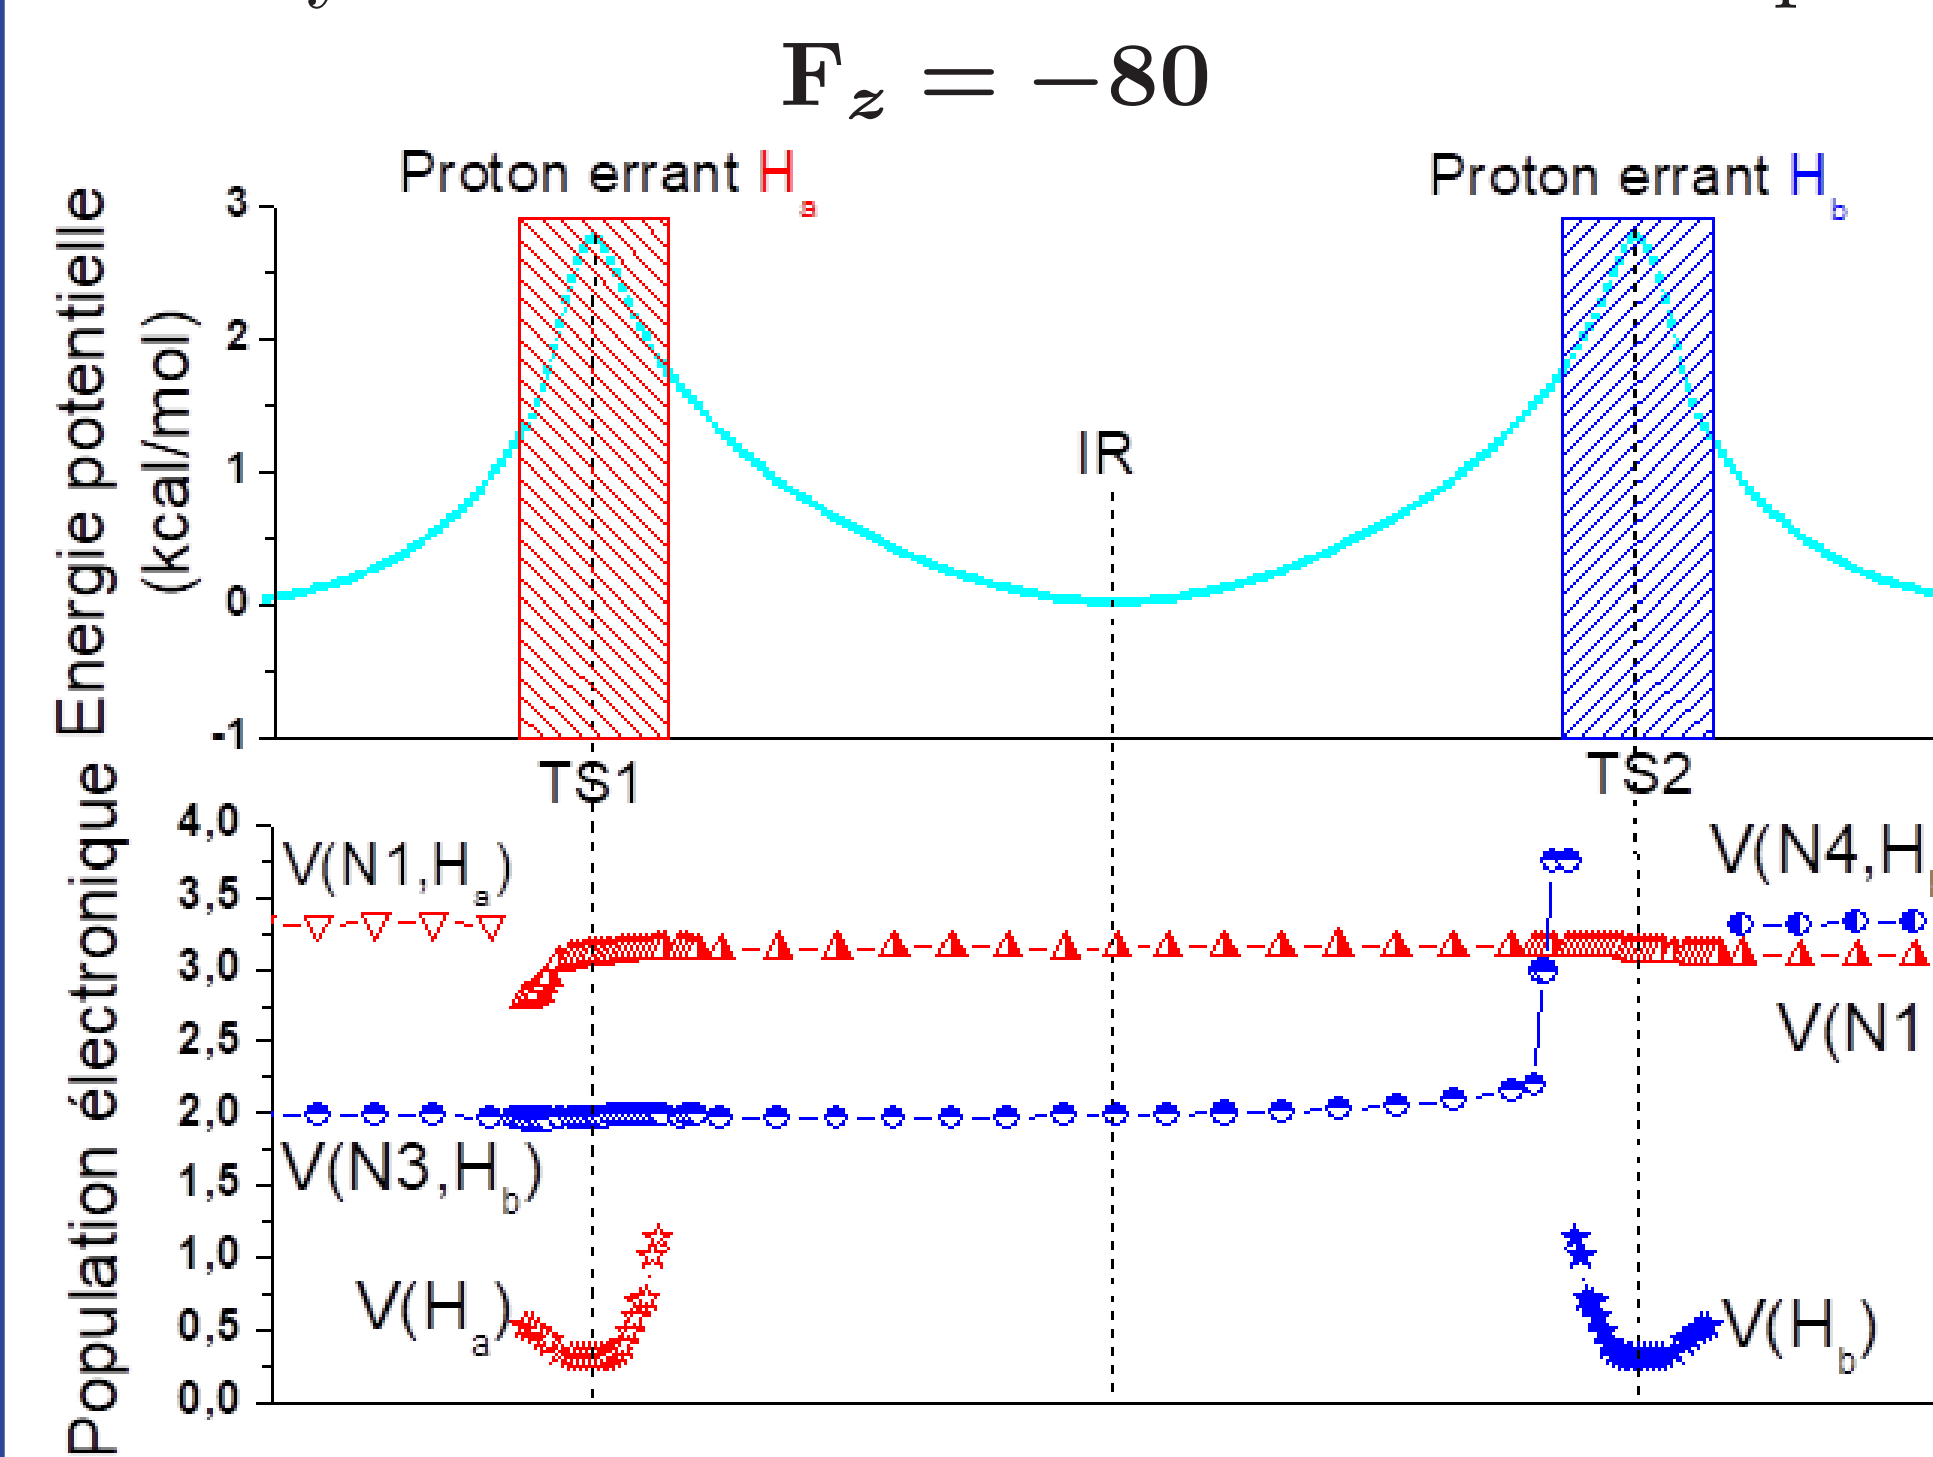 F_z = −80
Proton errant H_a
Proton errant H_b
Energie potentielle
(kcal/mol)
3
2
1
0
-1
IR
TS1
TS2
Population électronique
4,0
3,5
3,0
2,5
2,0
1,5
1,0
0,5
0,0
V(N1,H_a)
V(N4,H
V(N1
V(N3,H_b)
V(H_a)
V(H_b)